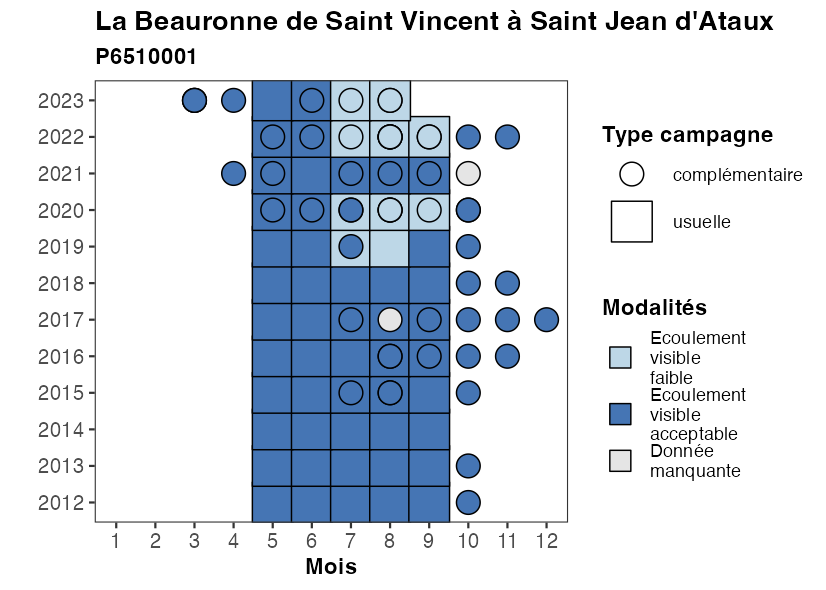 La Beauronne de Saint Vincent à Saint Jean d'Ataux
P6510001
2023
2022
2021
2020
2019
2018
2017
2016
2015
2014
2013
2012
1 2 3 4 5 6 7 8 9 10 11 12
Mois
Type campagne
complémentaire
usuelle
Modalités
Ecoulement
visible
faible
Ecoulement
visible
acceptable
Donnée
manquante